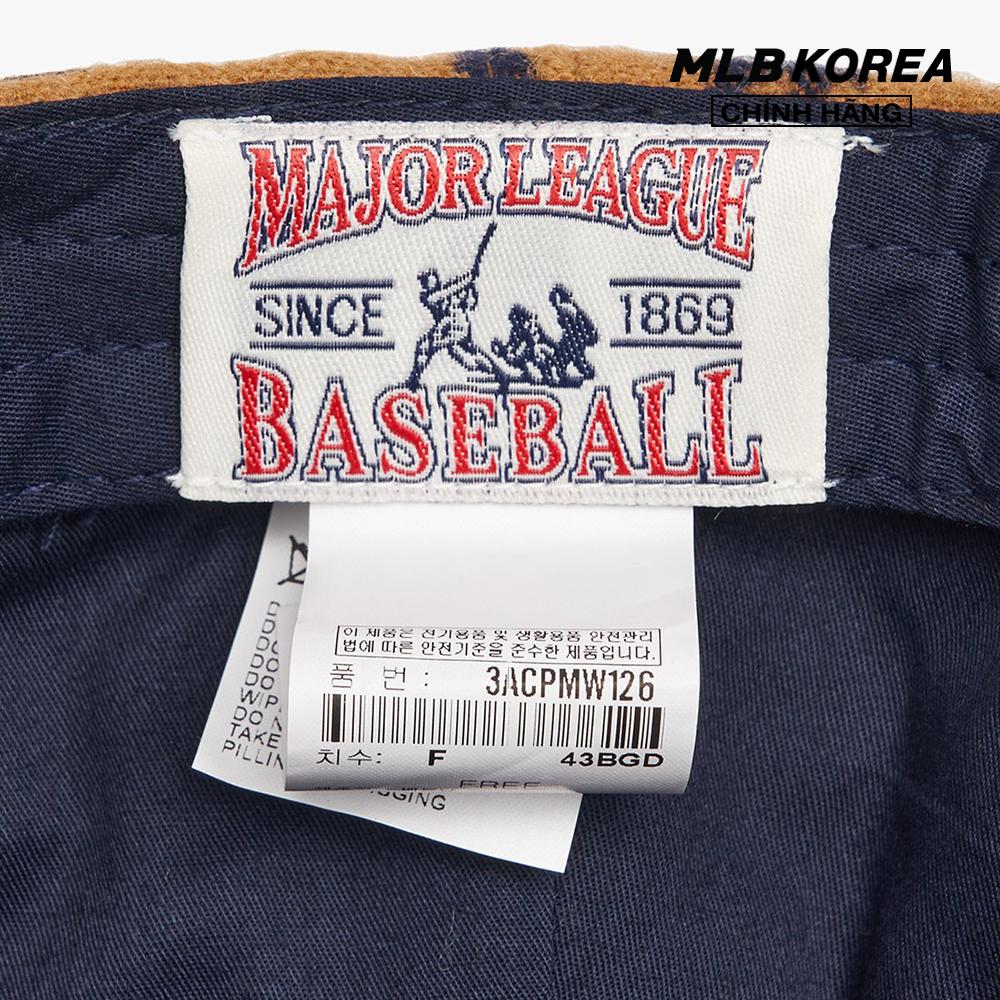 MLB KOREA
CHÍNH HÃNG
MAJOR LEAGUE
SINCE 1869
BASEBALL
이 제품은 전기용품 및 생활용품 안전관리
법에 따른 안전기준을 준수한 제품입니다.
품 번 : 3ACPMW126
치수: F 43BGD
FREE
DO
WIP
DO N
TAKE
PILLIN
GGING